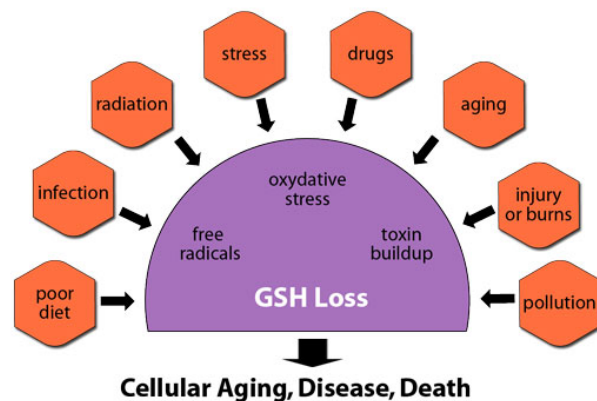 stress
drugs
radiation
aging
infection
oxydative
stress
injury
or burns
free
radicals
toxin
buildup
poor
diet
GSH Loss
pollution
Cellular Aging, Disease, Death